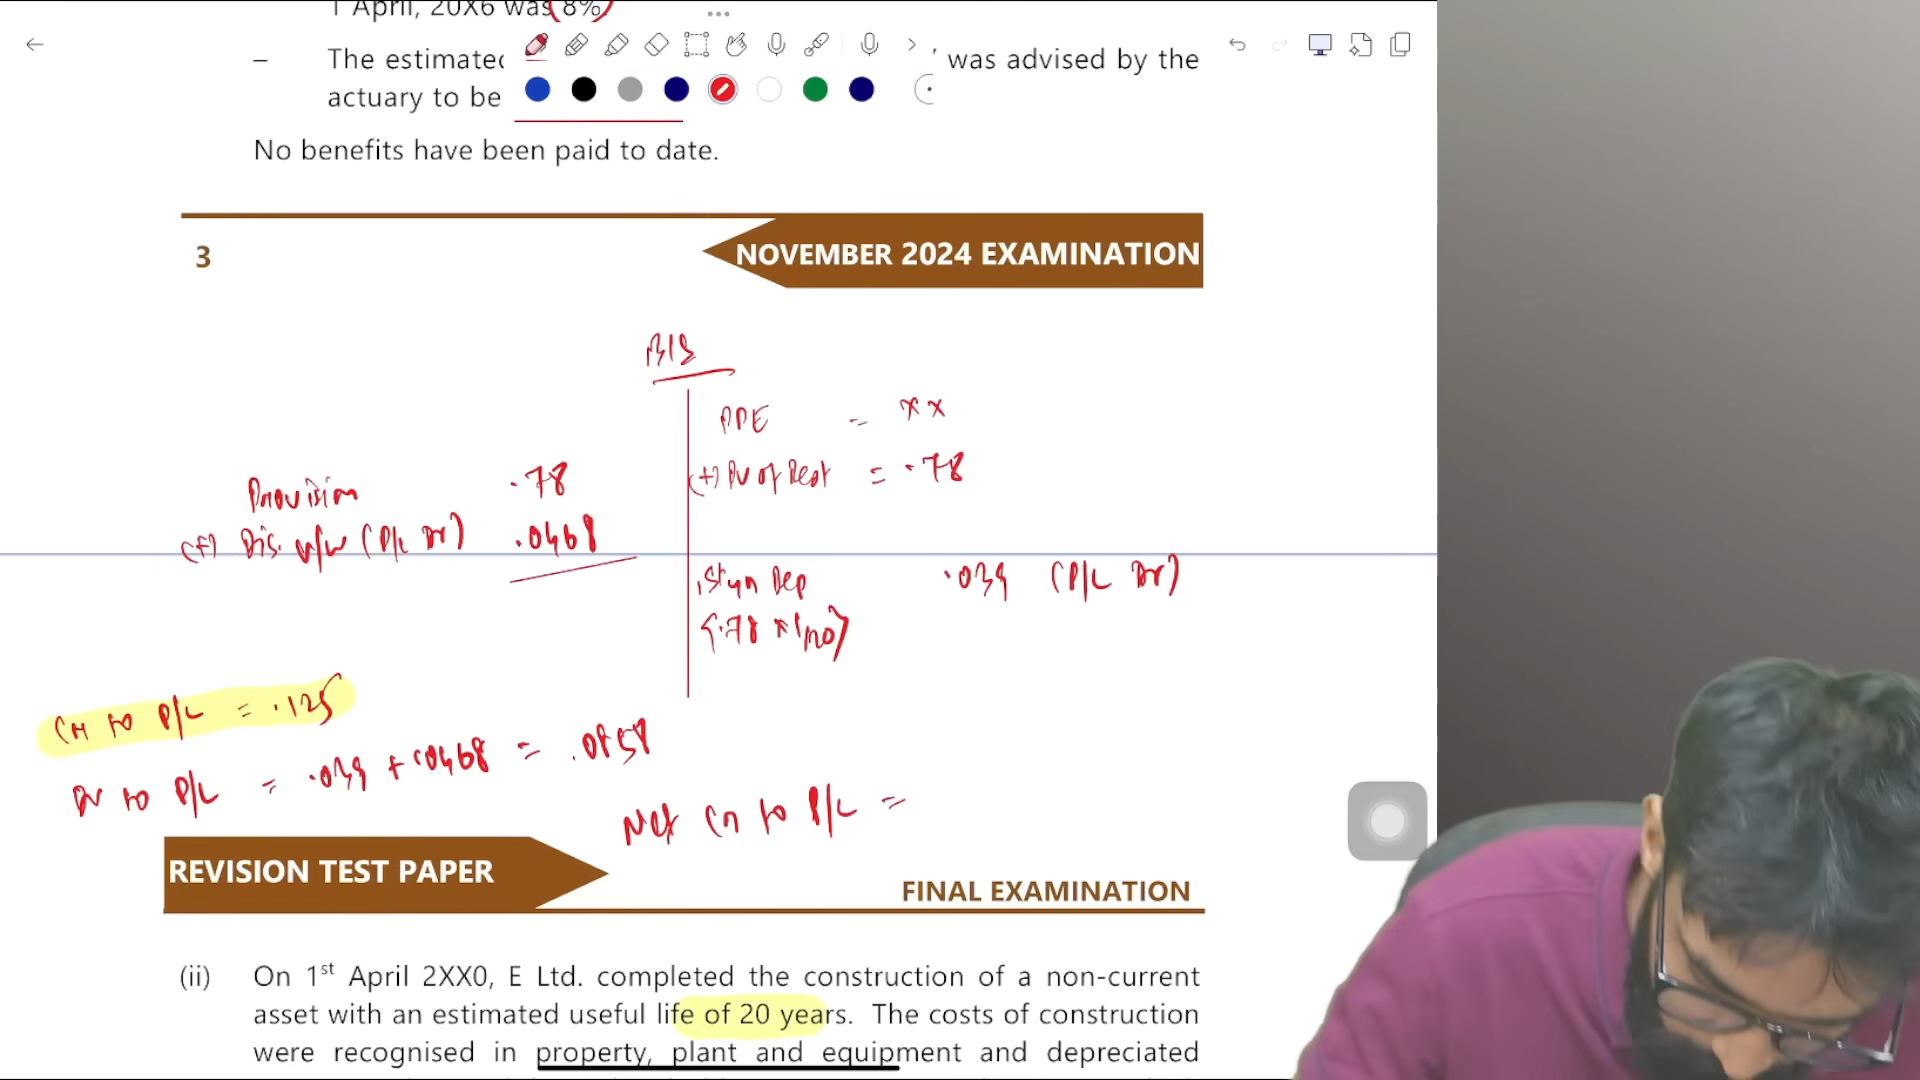 1 April, 20X6 was (8%)
– The estimated was advised by the
actuary to be
No benefits have been paid to date.
3
NOVEMBER 2024 EXAMINATION
B/S
PPE = xx
(+) PV of Rest = .78
Provision .78
(+) Dis. u/w (P/L Dr) .0468
1st yr Dep .039 (P/L Dr)
{.78 x 1/20}
Cr to P/L = .125
Dr to P/L = .039 + .0468 = .0858
Net Cr to P/L =
REVISION TEST PAPER
FINAL EXAMINATION
(ii) On 1st April 2XX0, E Ltd. completed the construction of a non-current
asset with an estimated useful life of 20 years. The costs of construction
were recognised in property, plant and equipment and depreciated